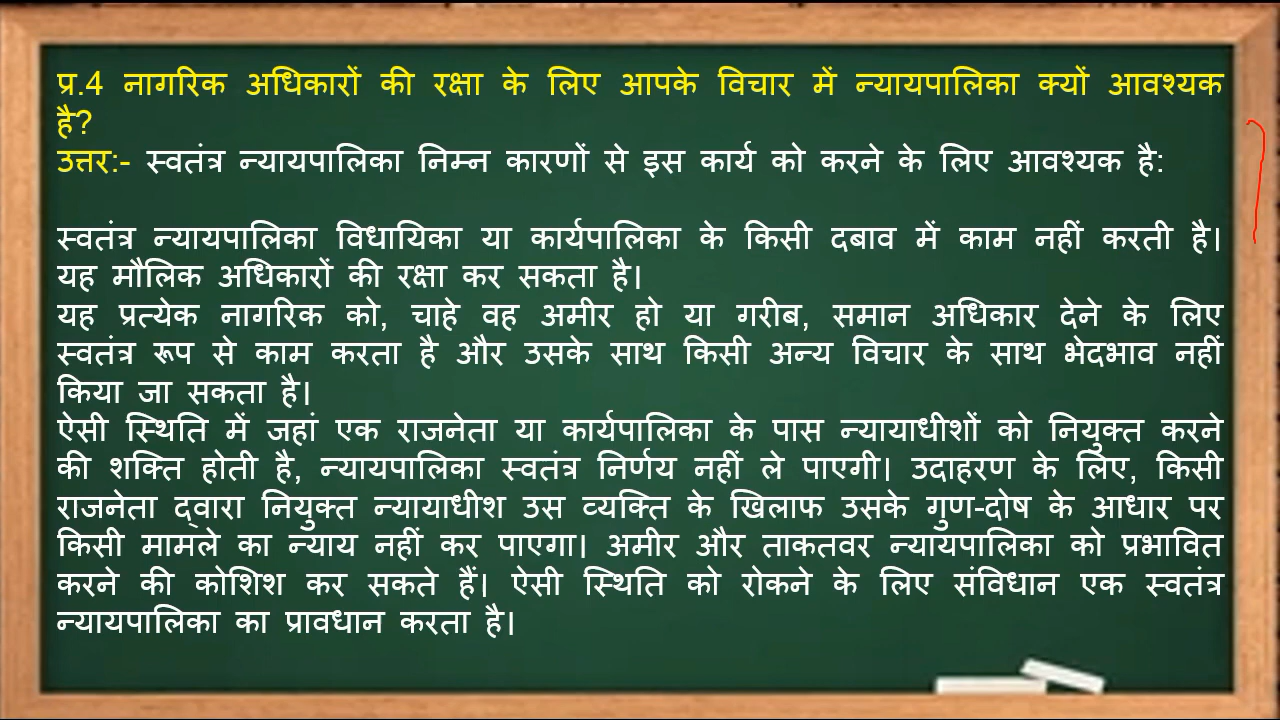 प्र.4 नागरिक अधिकारों की रक्षा के लिए आपके विचार में न्यायपालिका क्यों आवश्यक
है?
उत्तर:- स्वतंत्र न्यायपालिका निम्न कारणों से इस कार्य को करने के लिए आवश्यक है:
स्वतंत्र न्यायपालिका विधायिका या कार्यपालिका के किसी दबाव में काम नहीं करती है।
यह मौलिक अधिकारों की रक्षा कर सकता है।
यह प्रत्येक नागरिक को, चाहे वह अमीर हो या गरीब, समान अधिकार देने के लिए
स्वतंत्र रूप से काम करता है और उसके साथ किसी अन्य विचार के साथ भेदभाव नहीं
किया जा सकता है।
ऐसी स्थिति में जहां एक राजनेता या कार्यपालिका के पास न्यायाधीशों को नियुक्त करने
की शक्ति होती है, न्यायपालिका स्वतंत्र निर्णय नहीं ले पाएगी। उदाहरण के लिए, किसी
राजनेता द्वारा नियुक्त न्यायाधीश उस व्यक्ति के खिलाफ उसके गुण-दोष के आधार पर
किसी मामले का न्याय नहीं कर पाएगा। अमीर और ताकतवर न्यायपालिका को प्रभावित
करने की कोशिश कर सकते हैं। ऐसी स्थिति को रोकने के लिए संविधान एक स्वतंत्र
न्यायपालिका का प्रावधान करता है।